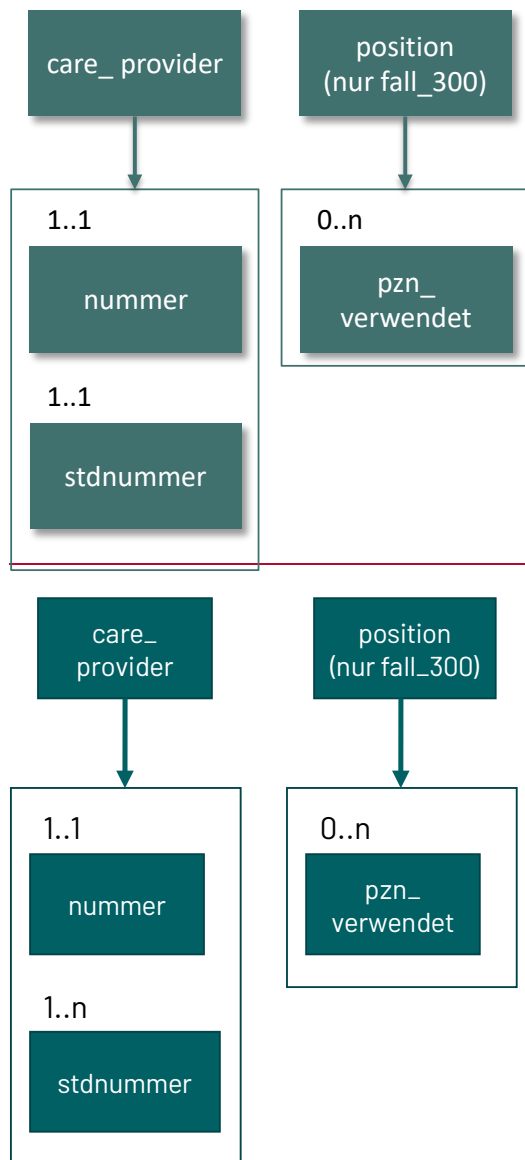 care_ provider
position
(nur fall_300)
1..1
nummer
1..1
stdnummer
0..n
pzn_
verwendet
care_
provider
position
(nur fall_300)
1..1
nummer
1..n
stdnummer
0..n
pzn_
verwendet